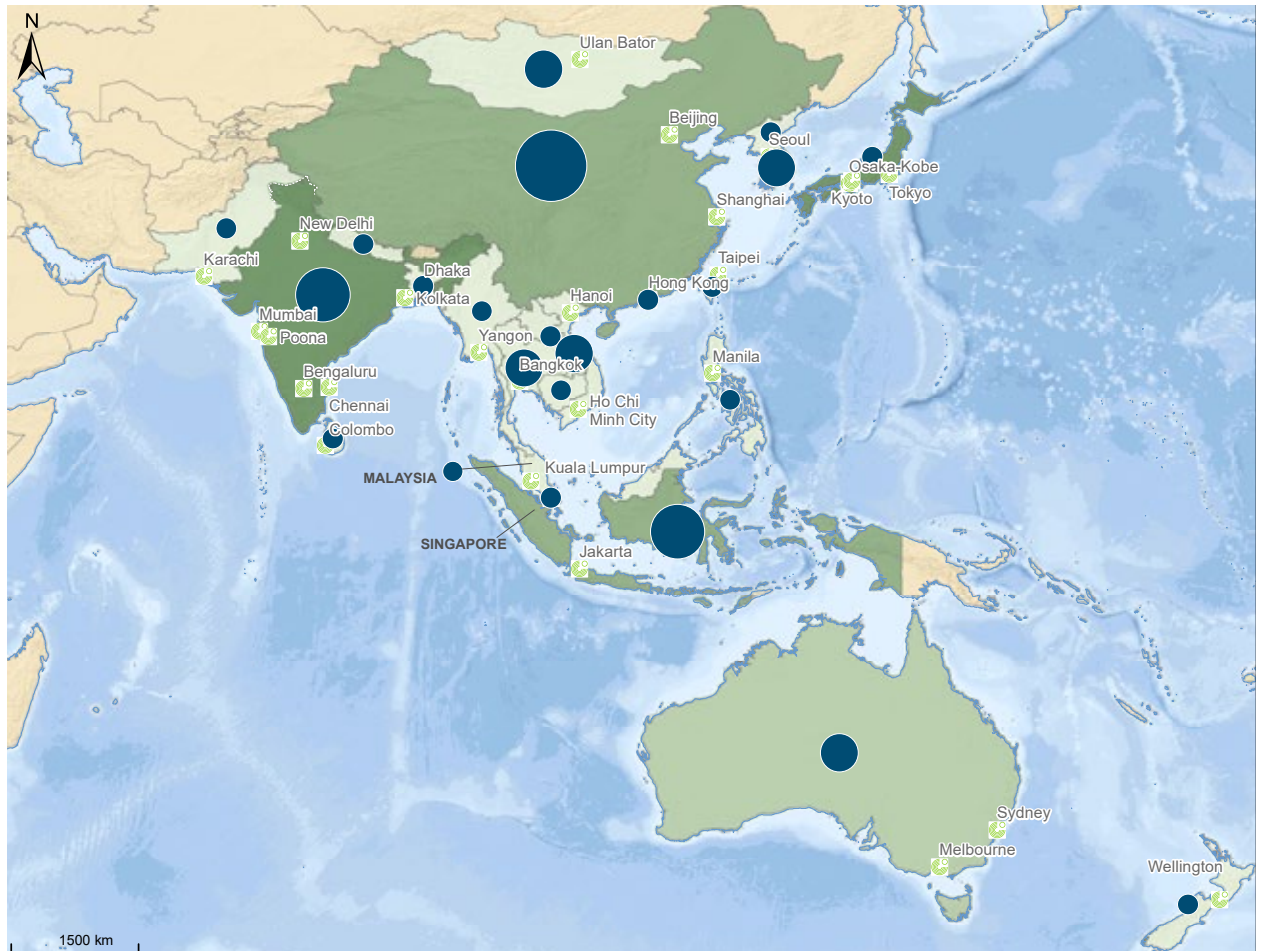 N
Ulan Bator
Beijing
Seoul
Osaka-Kobe
Kyoto
Tokyo
Shanghai
New Delhi
Karachi
Taipei
Dhaka
Hong Kong
Hanoi
Kolkata
Mumbai
Poona
Yangon
Bangkok
Manila
Bengaluru
Chennai
Ho Chi
Minh City
Colombo
Kuala Lumpur
MALAYSIA
SINGAPORE
Jakarta
Sydney
Melbourne
Wellington
1500 km